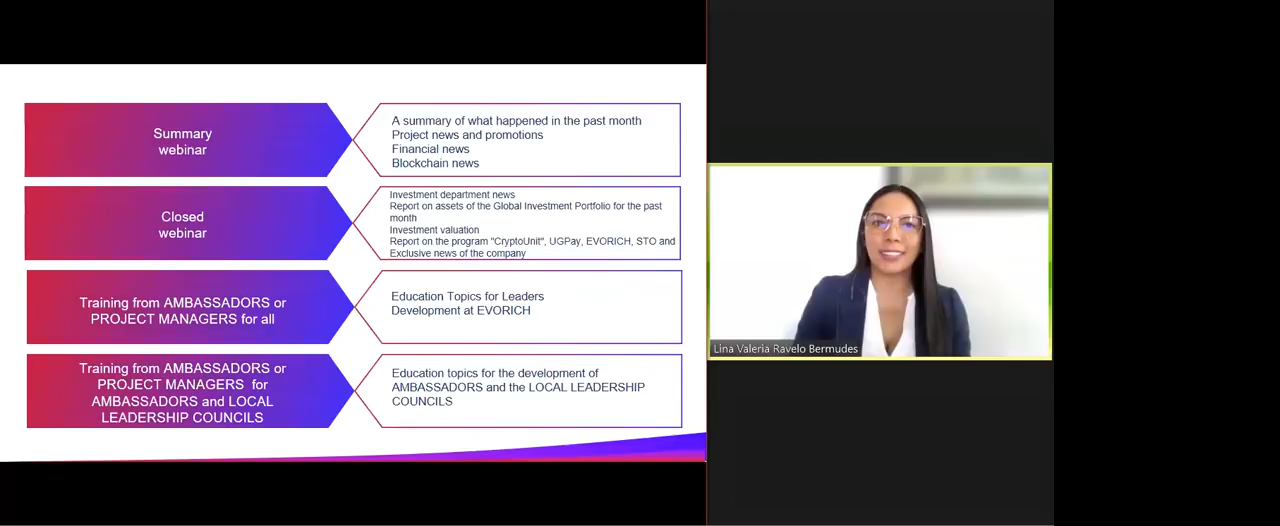 Summary
webinar
A summary of what happened in the past month
Project news and promotions
Financial news
Blockchain news
Closed
webinar
Investment department news
Report on assets of the Global Investment Portfolio for the past
month
Investment valuation
Report on the program "CryptoUnit", UGPay, EVORICH, STO and
Exclusive news of the company
Training from AMBASSADORS or
PROJECT MANAGERS for all
Education Topics for Leaders
Development at EVORICH
Training from AMBASSADORS or
PROJECT MANAGERS for
AMBASSADORS and LOCAL
LEADERSHIP COUNCILS
Education topics for the development of
AMBASSADORS and the LOCAL LEADERSHIP
COUNCILS
Lina Valeria Ravelo Bermudes